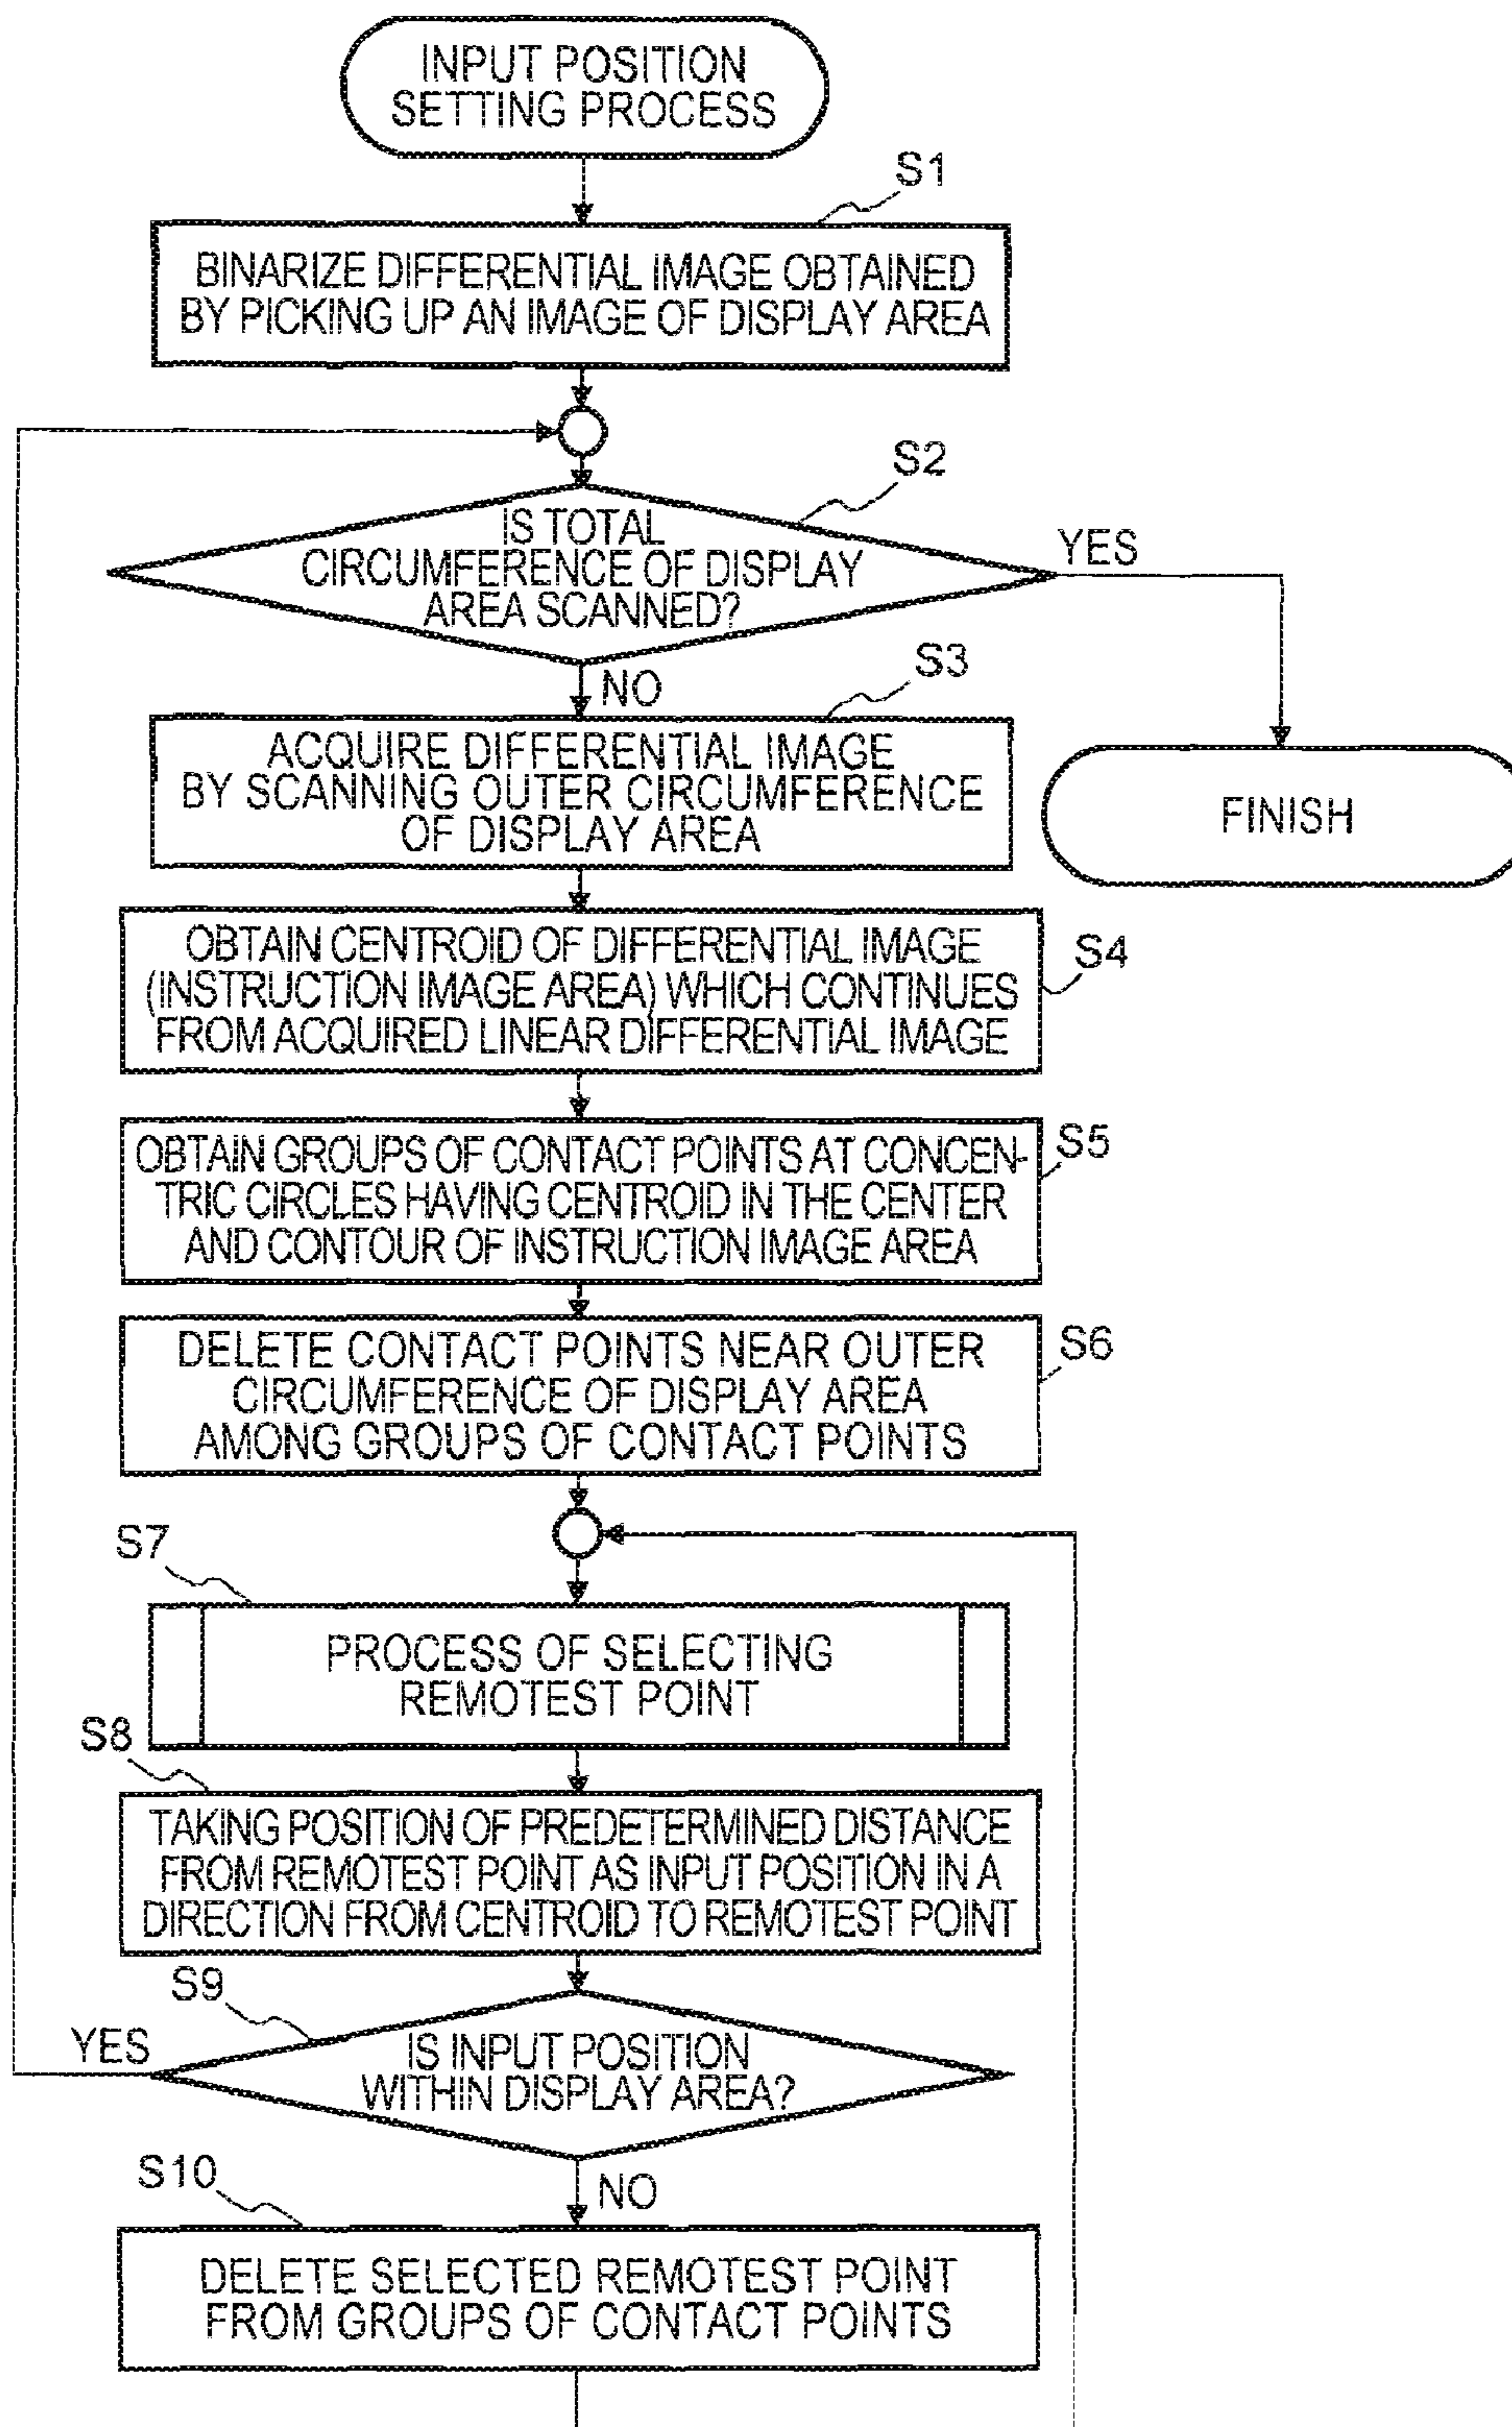 INPUT POSITION
SETTING PROCESS
S1
BINARIZE DIFFERENTIAL IMAGE OBTAINED
BY PICKING UP AN IMAGE OF DISPLAY AREA
S2
IS TOTAL
CIRCUMFERENCE OF DISPLAY
AREA SCANNED?
YES
NO
S3
ACQUIRE DIFFERENTIAL IMAGE
BY SCANNING OUTER CIRCUMFERENCE
OF DISPLAY AREA
FINISH
OBTAIN CENTROID OF DIFFERENTIAL IMAGE
(INSTRUCTION IMAGE AREA) WHICH CONTINUES
FROM ACQUIRED LINEAR DIFFERENTIAL IMAGE
S4
OBTAIN GROUPS OF CONTACT POINTS AT CONCEN-
TRIC CIRCLES HAVING CENTROID IN THE CENTER
AND CONTOUR OF INSTRUCTION IMAGE AREA
S5
DELETE CONTACT POINTS NEAR OUTER
CIRCUMFERENCE OF DISPLAY AREA
AMONG GROUPS OF CONTACT POINTS
S6
S7
PROCESS OF SELECTING
REMOTEST POINT
S8
TAKING POSITION OF PREDETERMINED DISTANCE
FROM REMOTEST POINT AS INPUT POSITION IN A
DIRECTION FROM CENTROID TO REMOTEST POINT
S9
YES
IS INPUT POSITION
WITHIN DISPLAY AREA?
NO
S10
DELETE SELECTED REMOTEST POINT
FROM GROUPS OF CONTACT POINTS